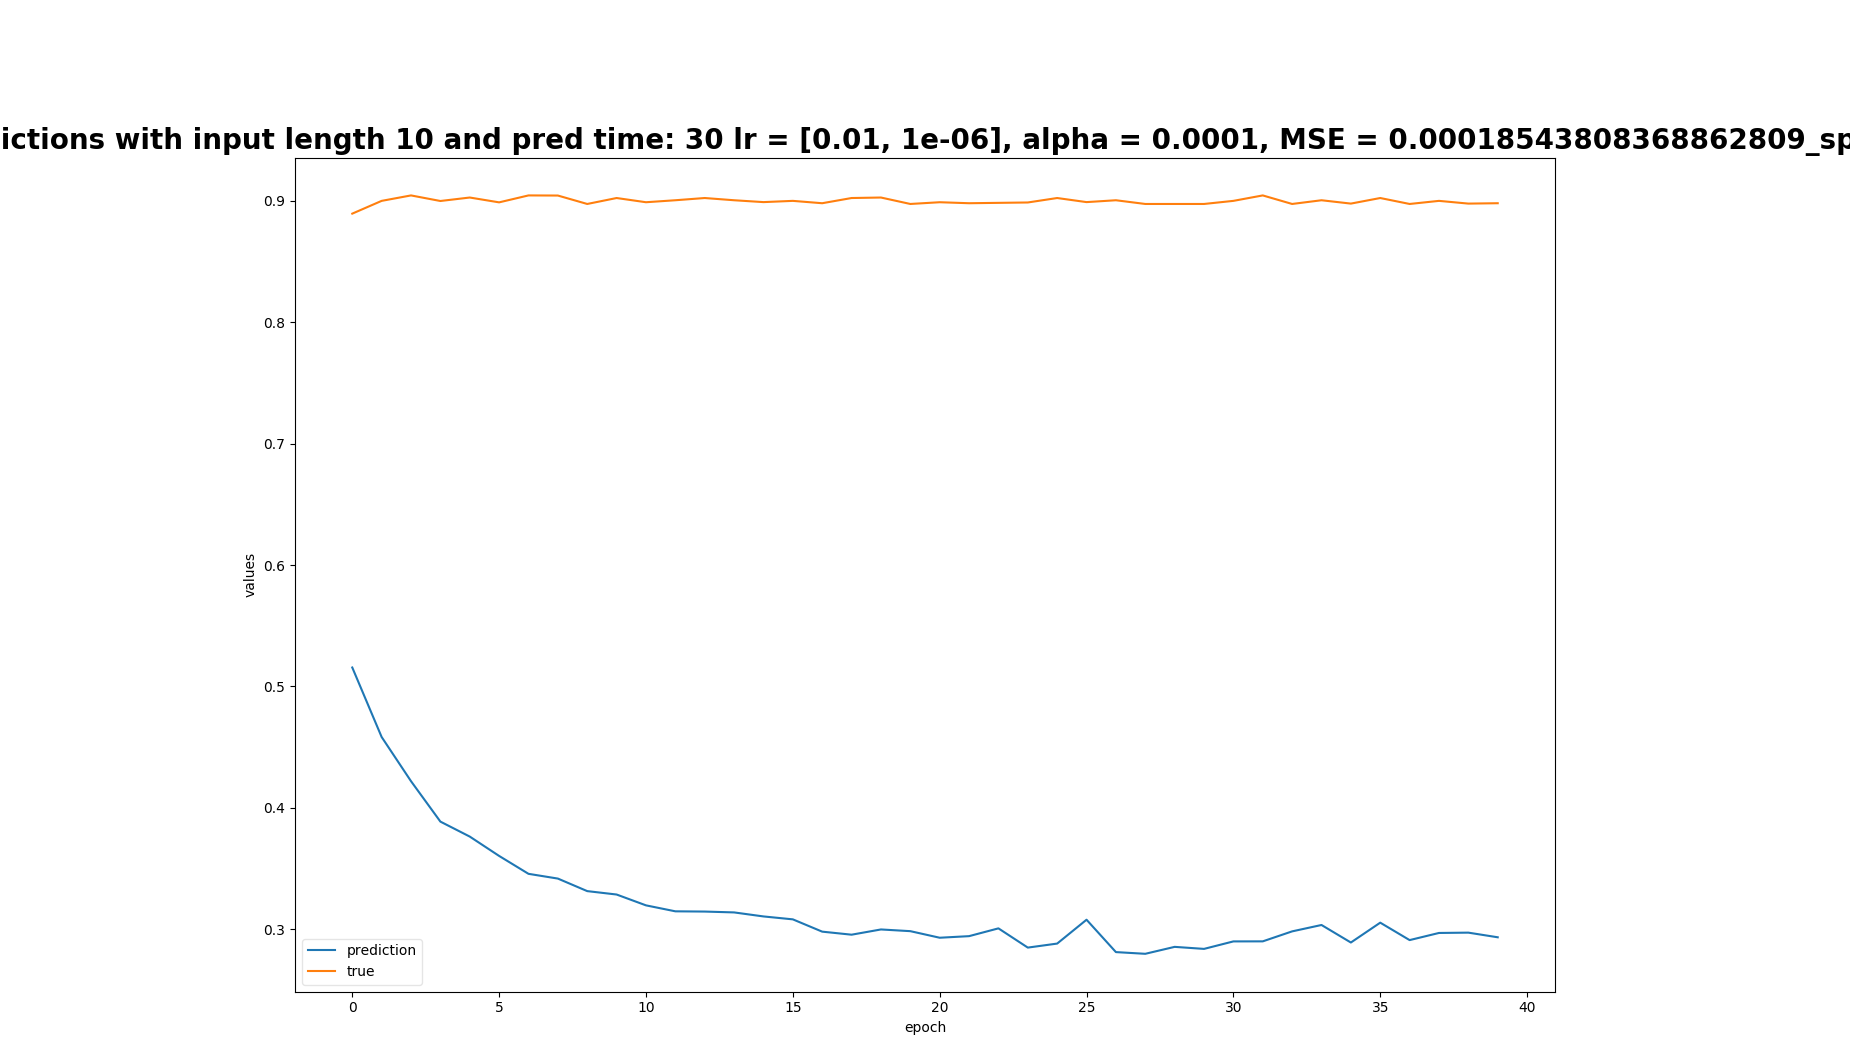 ictions with input length 10 and pred time: 30 lr = [0.01, 1e-06], alpha = 0.0001, MSE = 0.00018543808368862809_sp
0.9
0.8
0.7
0.6
0.5
0.4
0.3
values
prediction
true
0 5 10 15 20 25 30 35 40
epoch